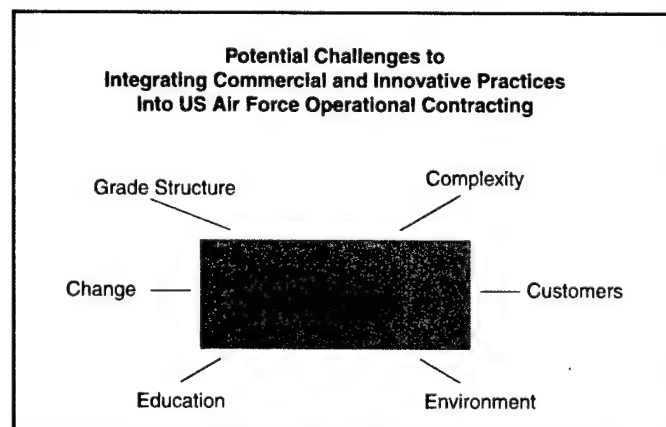 Potential Challenges to
Integrating Commercial and Innovative Practices
Into US Air Force Operational Contracting
Grade Structure
Complexity
Change
Customers
Education
Environment